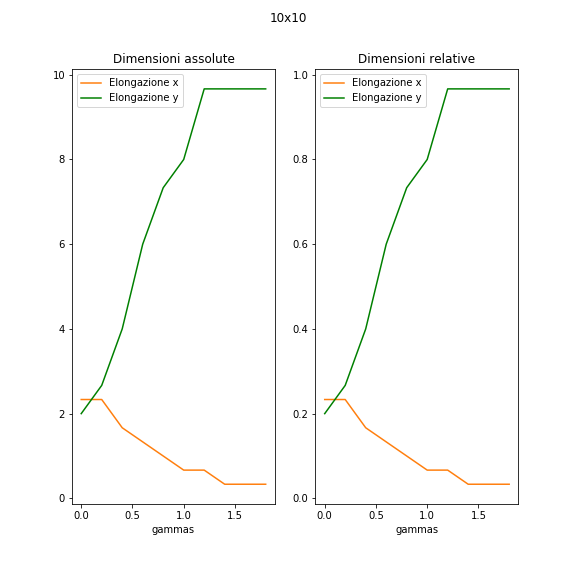 10x10
Dimensioni assolute
Elongazione x
Elongazione y
10
8
6
4
2
0
0.0 0.5 1.0 1.5
gammas
Dimensioni relative
Elongazione x
Elongazione y
1.0
0.8
0.6
0.4
0.2
0.0
0.0 0.5 1.0 1.5
gammas